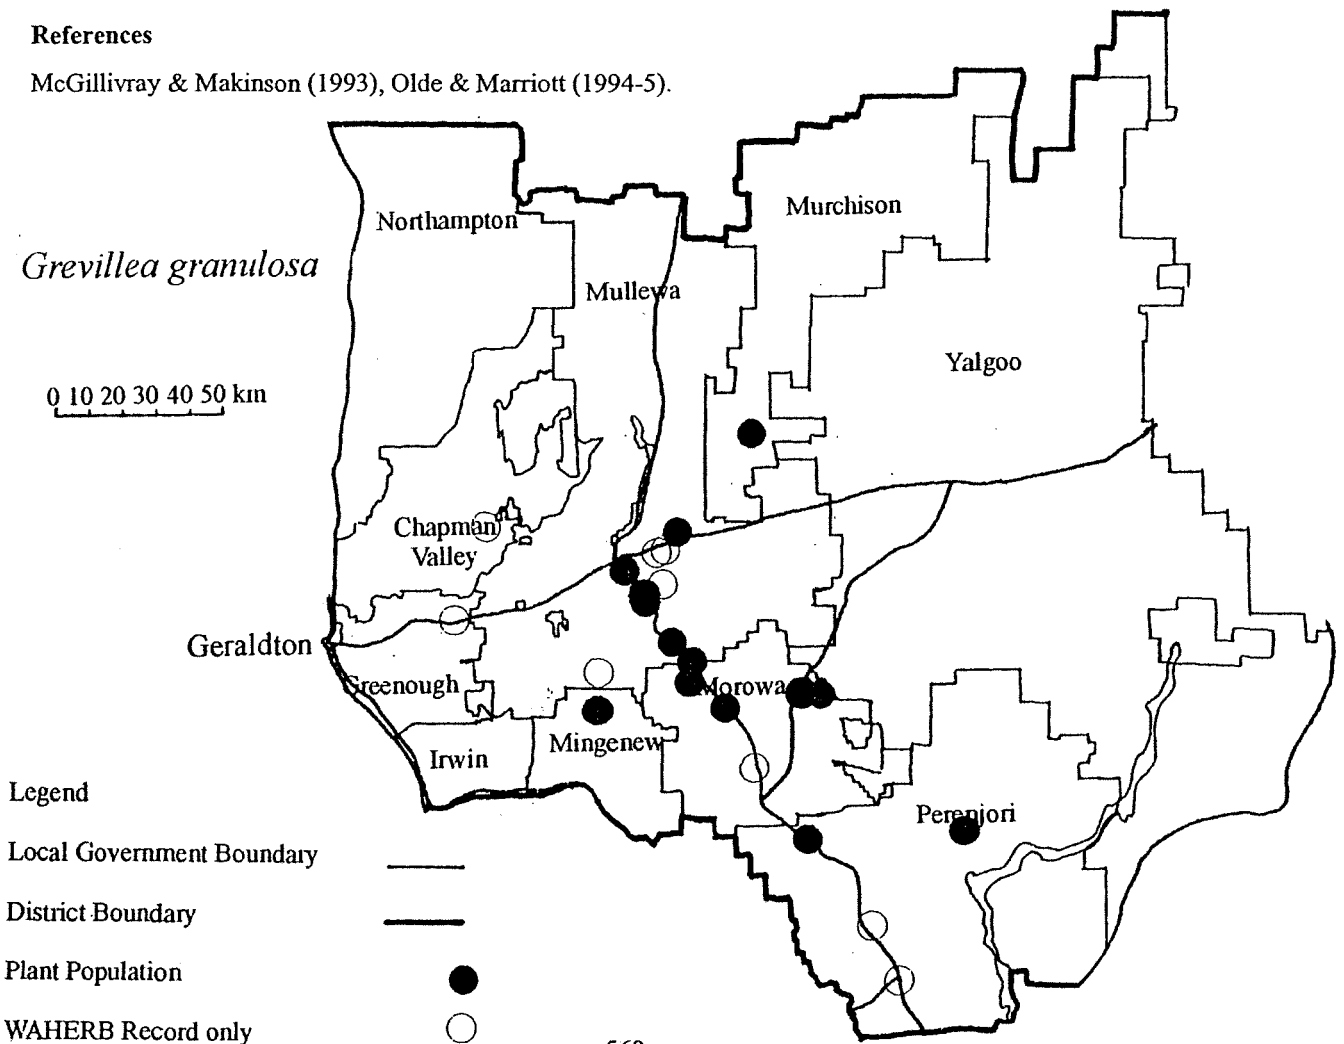 References
McGillivray & Makinson (1993), Olde & Marriott (1994-5).
Murchison
Northampton
Grevillea granulosa
Mullewa
Yalgoo
0 10 20 30 40 50 km
Chapman
Valley
Geraldton
Greenough
Morowa
Mingenew
Irwin
Legend
Perenjori
Local Government Boundary
District Boundary
Plant Population
WAHERB Record only